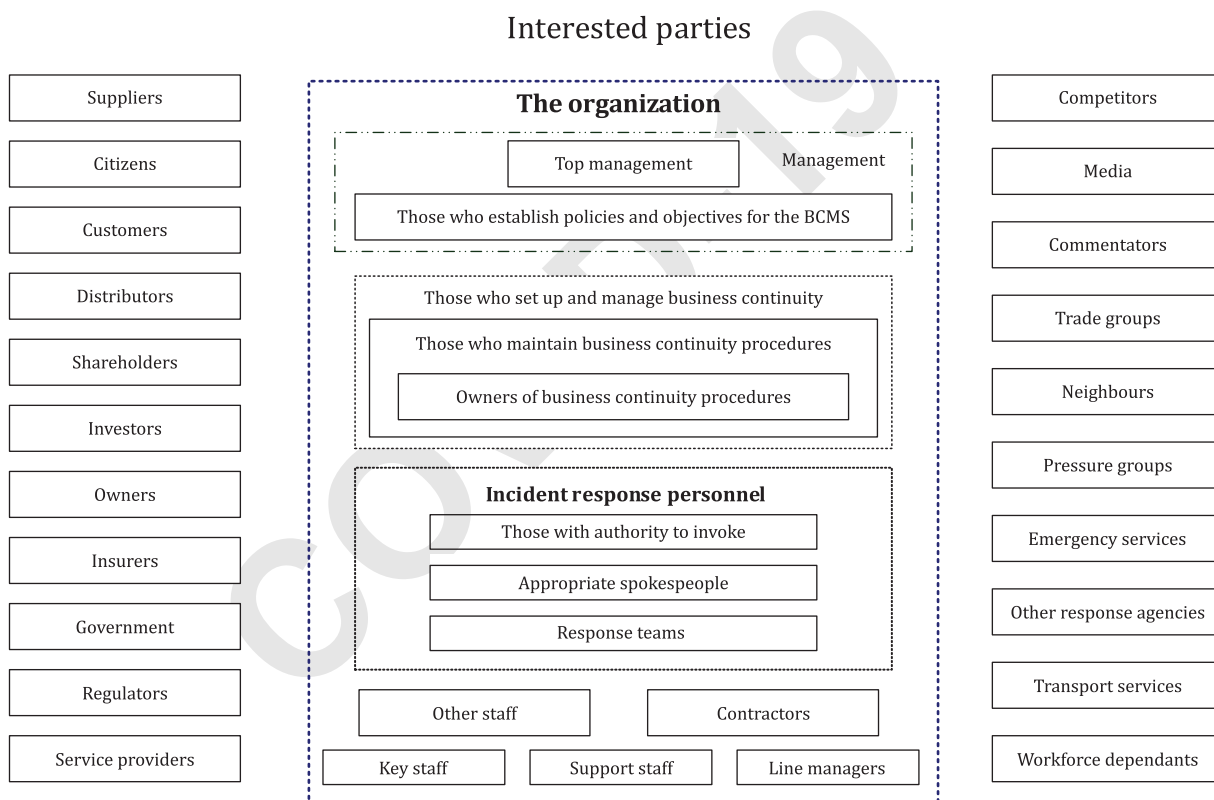 Interested parties
Suppliers
Citizens
Customers
Distributors
Shareholders
Investors
Owners
Insurers
Government
Regulators
Service providers
The organization
Top management
Management
Those who establish policies and objectives for the BCMS
Those who set up and manage business continuity
Those who maintain business continuity procedures
Owners of business continuity procedures
Incident response personnel
Those with authority to invoke
Appropriate spokespeople
Response teams
Other staff
Contractors
Key staff
Support staff
Line managers
Competitors
Media
Commentators
Trade groups
Neighbours
Pressure groups
Emergency services
Other response agencies
Transport services
Workforce dependants
COVID-19